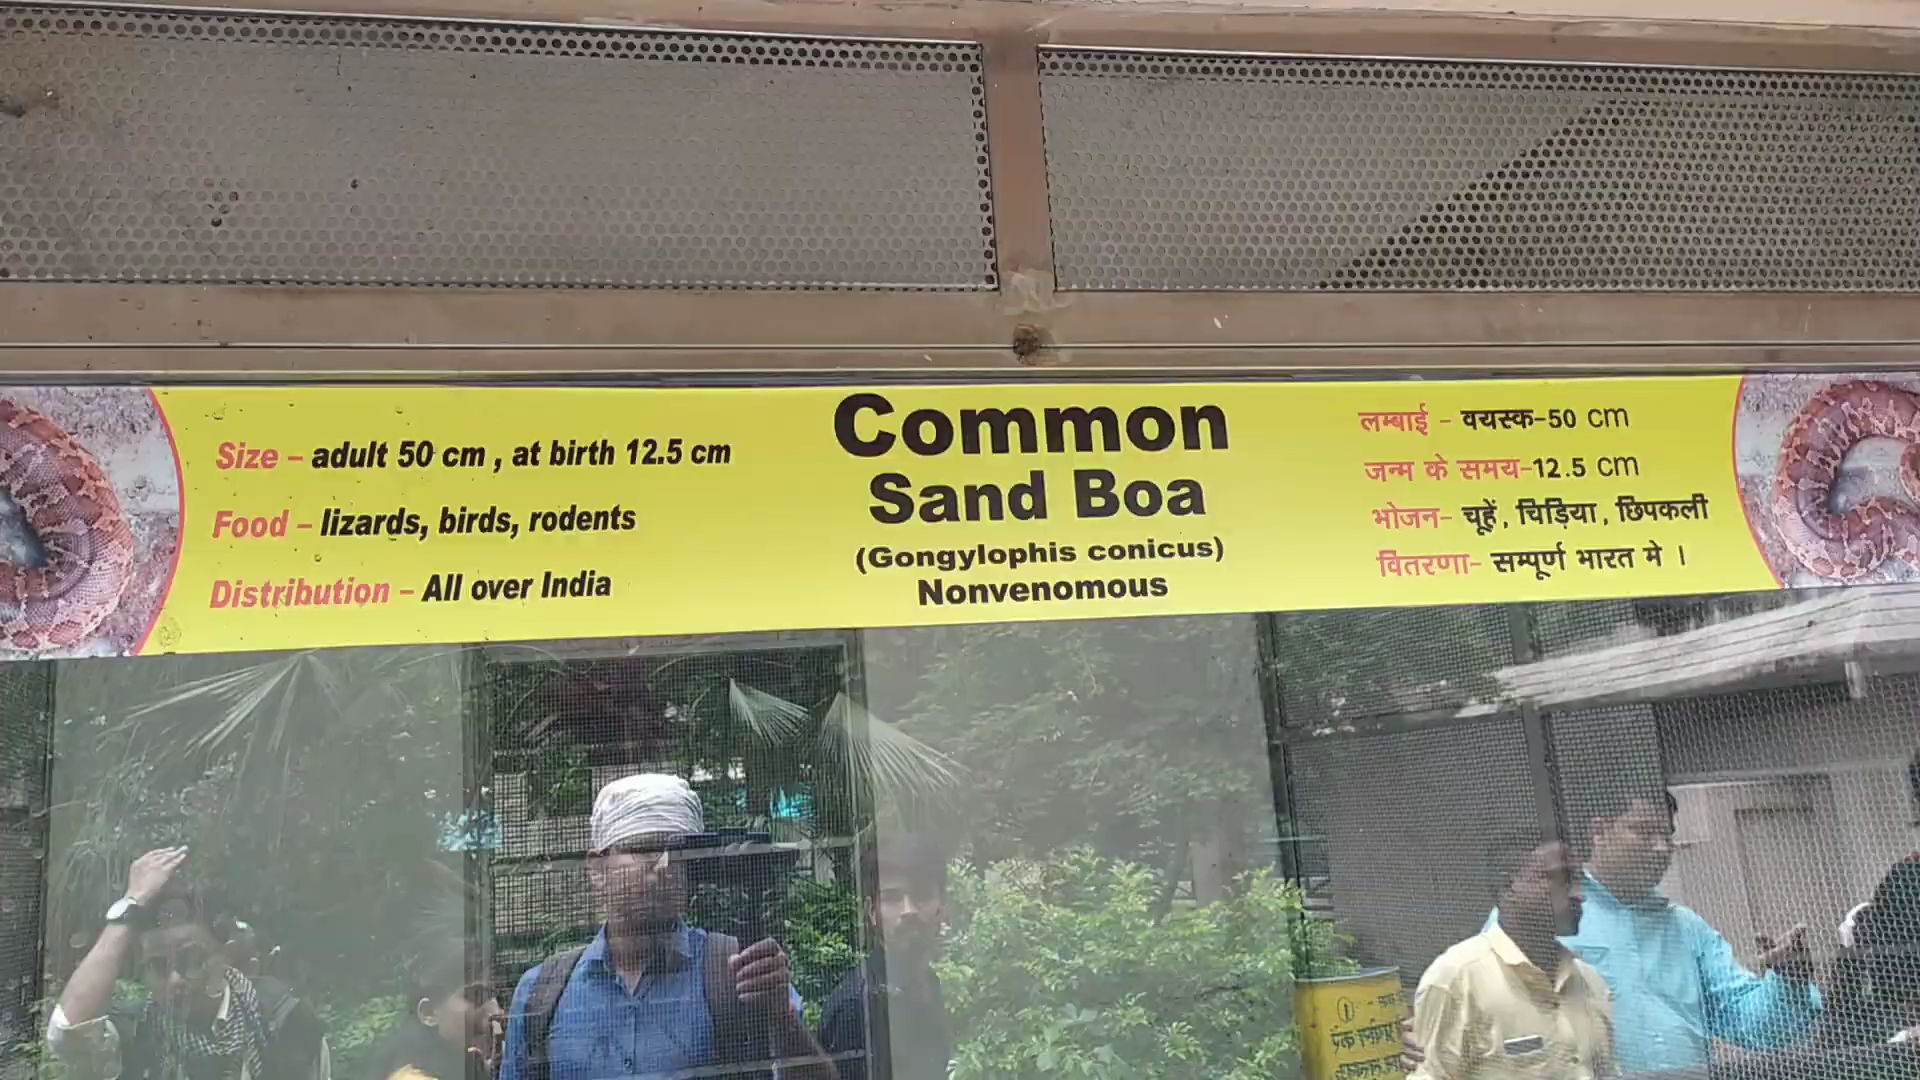 Size – adult 50 cm , at birth 12.5 cm
Food – lizards, birds, rodents
Distribution – All over India
Common
Sand Boa
(Gongylophis conicus)
Nonvenomous
लम्बाई - वयस्क-50 cm
जन्म के समय-12.5 cm
भोजन- चूहें, चिड़िया, छिपकली
वितरणा- सम्पूर्ण भारत मे ।